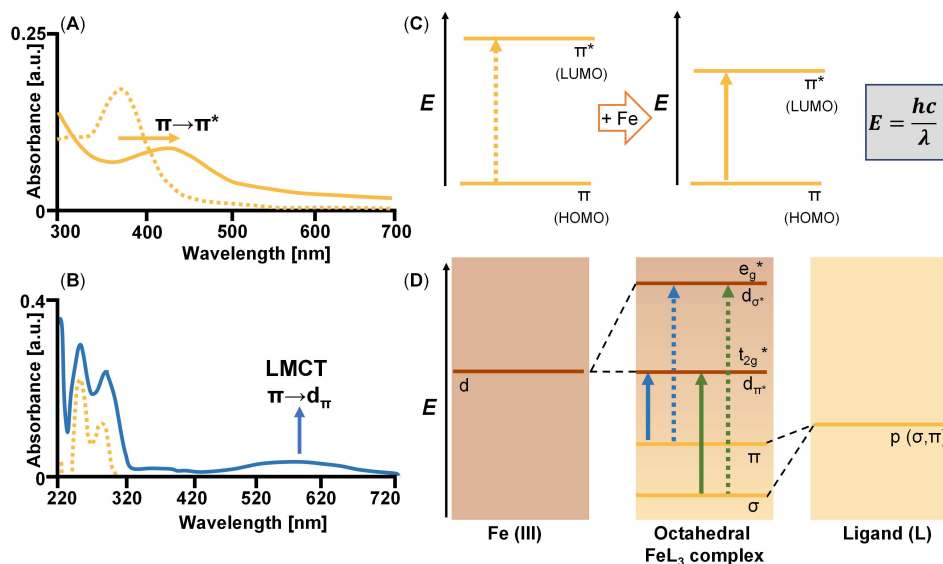 (A)
0.25
Absorbance [a.u.]
π→π*
0
300 400 500 600 700
Wavelength [nm]
(B)
0.4
Absorbance [a.u.]
LMCT
π→dπ
0
220 320 420 520 620 720
Wavelength [nm]
(C)
E
π*
(LUMO)
π
(HOMO)
+ Fe
E
π*
(LUMO)
π
(HOMO)
E = hc/λ
(D)
E
d
Fe (III)
eg*
dσ*
t2g*
dπ*
π
σ
Octahedral
FeL3 complex
p (σ,π)
Ligand (L)